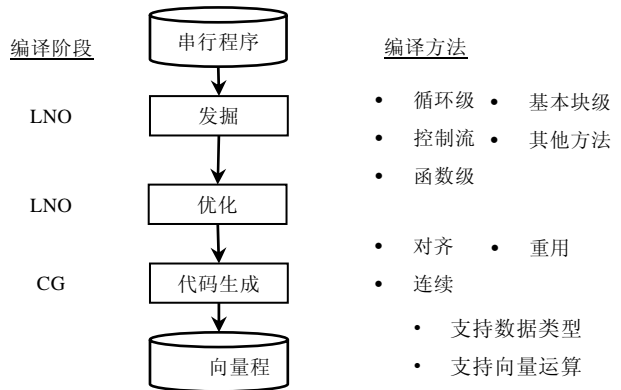 编译阶段 串行程序 编译方法
LNO 发掘 • 循环级 • 基本块级
• 控制流 • 其他方法
• 函数级
LNO 优化
• 对齐 • 重用
CG 代码生成 • 连续
• 支持数据类型
向量程
• 支持向量运算